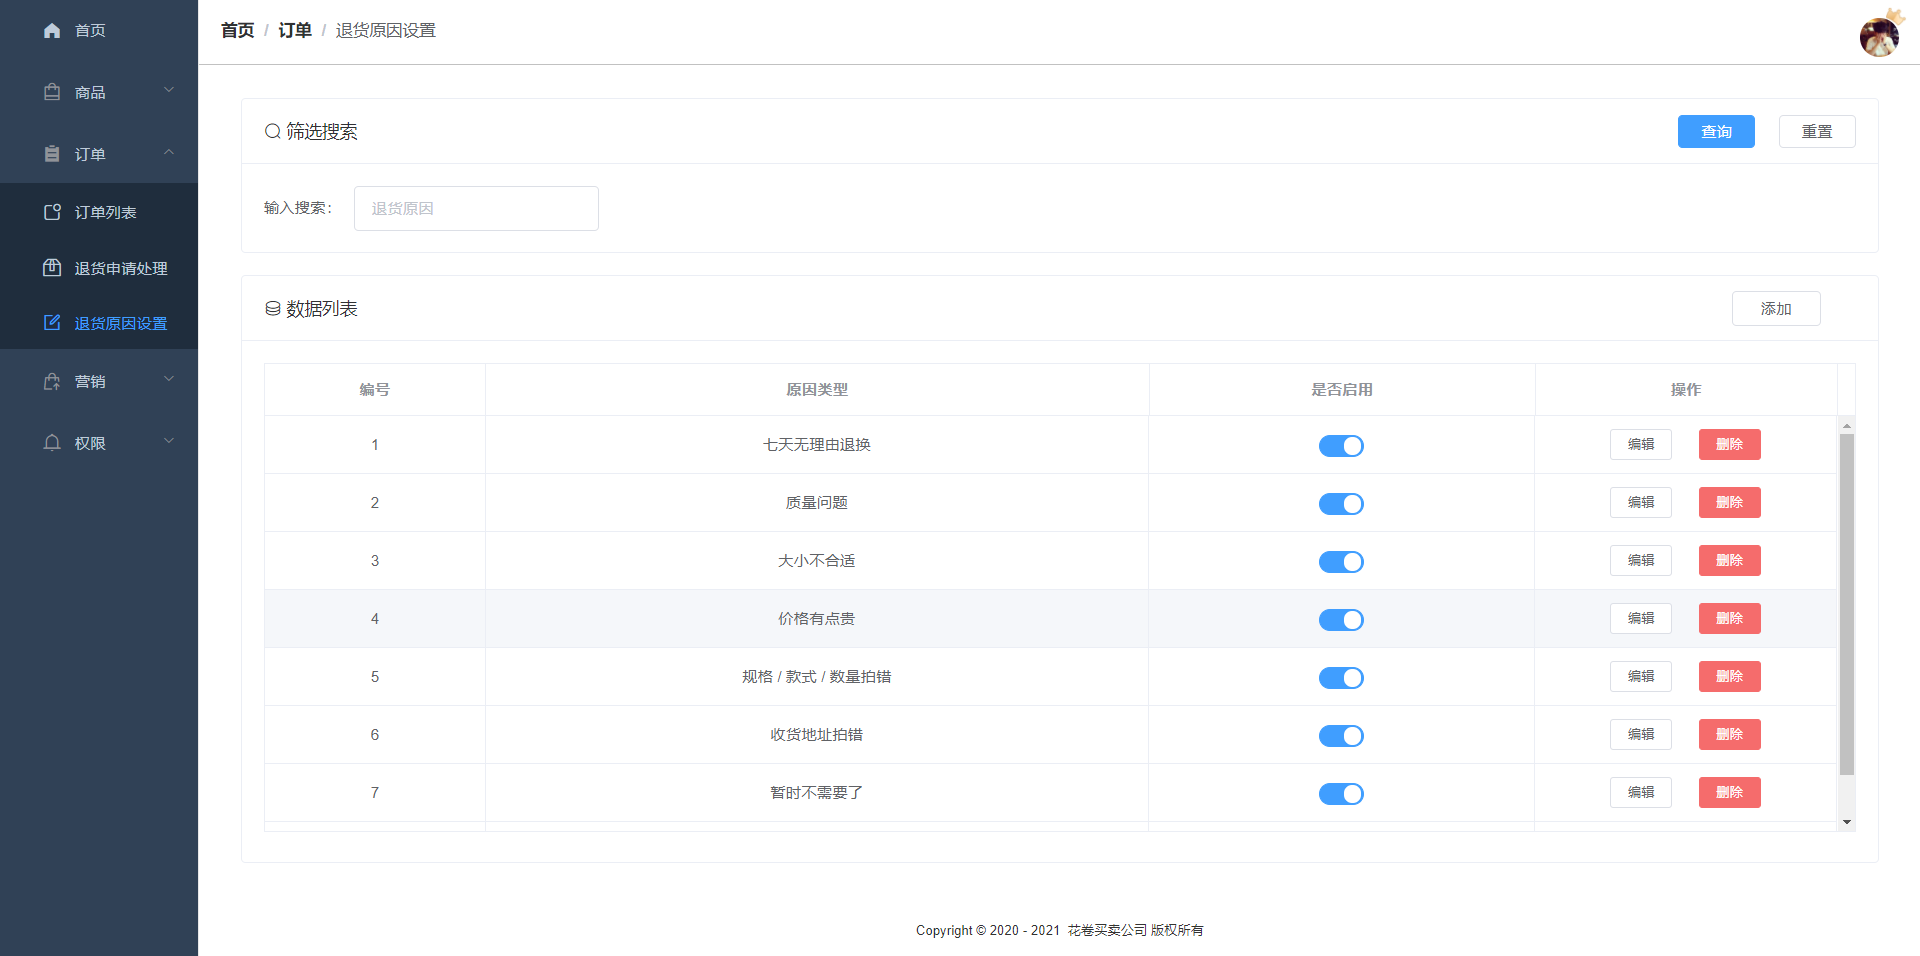 首页
商品
订单
订单列表
退货申请处理
退货原因设置
营销
权限
首页 / 订单 / 退货原因设置
筛选搜索
查询 重置
输入搜索： 退货原因
数据列表
添加
编号 原因类型 是否启用 操作
1 七天无理由退换 编辑 删除
2 质量问题 编辑 删除
3 大小不合适 编辑 删除
4 价格有点贵 编辑 删除
5 规格 / 款式 / 数量拍错 编辑 删除
6 收货地址拍错 编辑 删除
7 暂时不需要了 编辑 删除
Copyright © 2020 - 2021 花卷买卖公司 版权所有